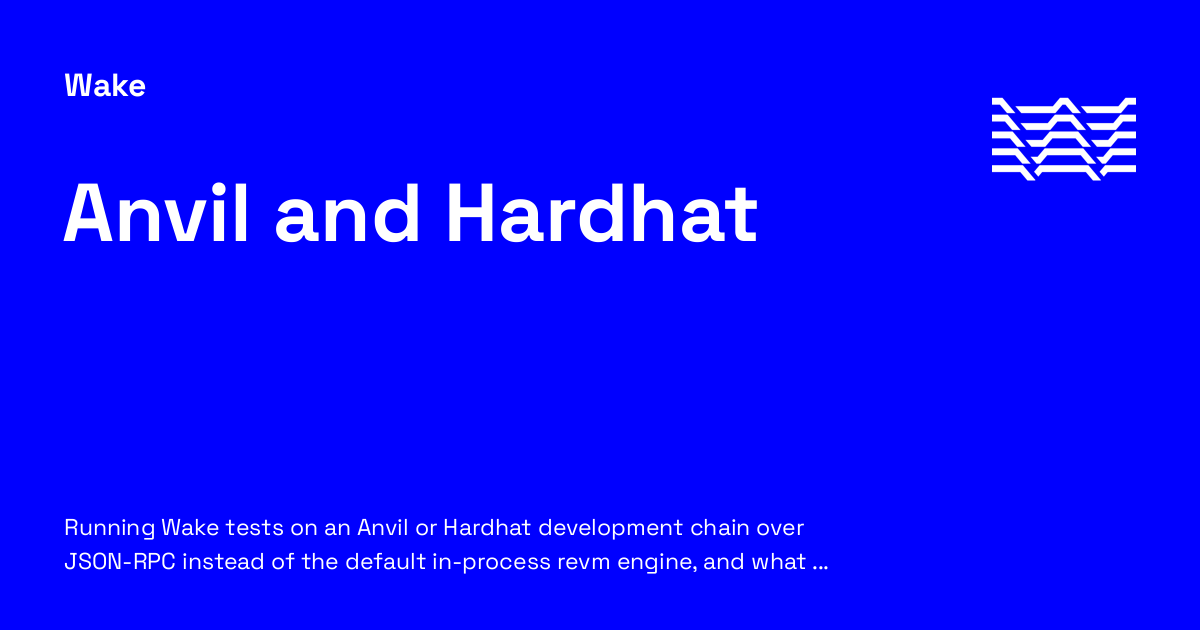 Wake
Anvil and Hardhat
Running Wake tests on an Anvil or Hardhat development chain over
JSON-RPC instead of the default in-process revm engine, and what ...